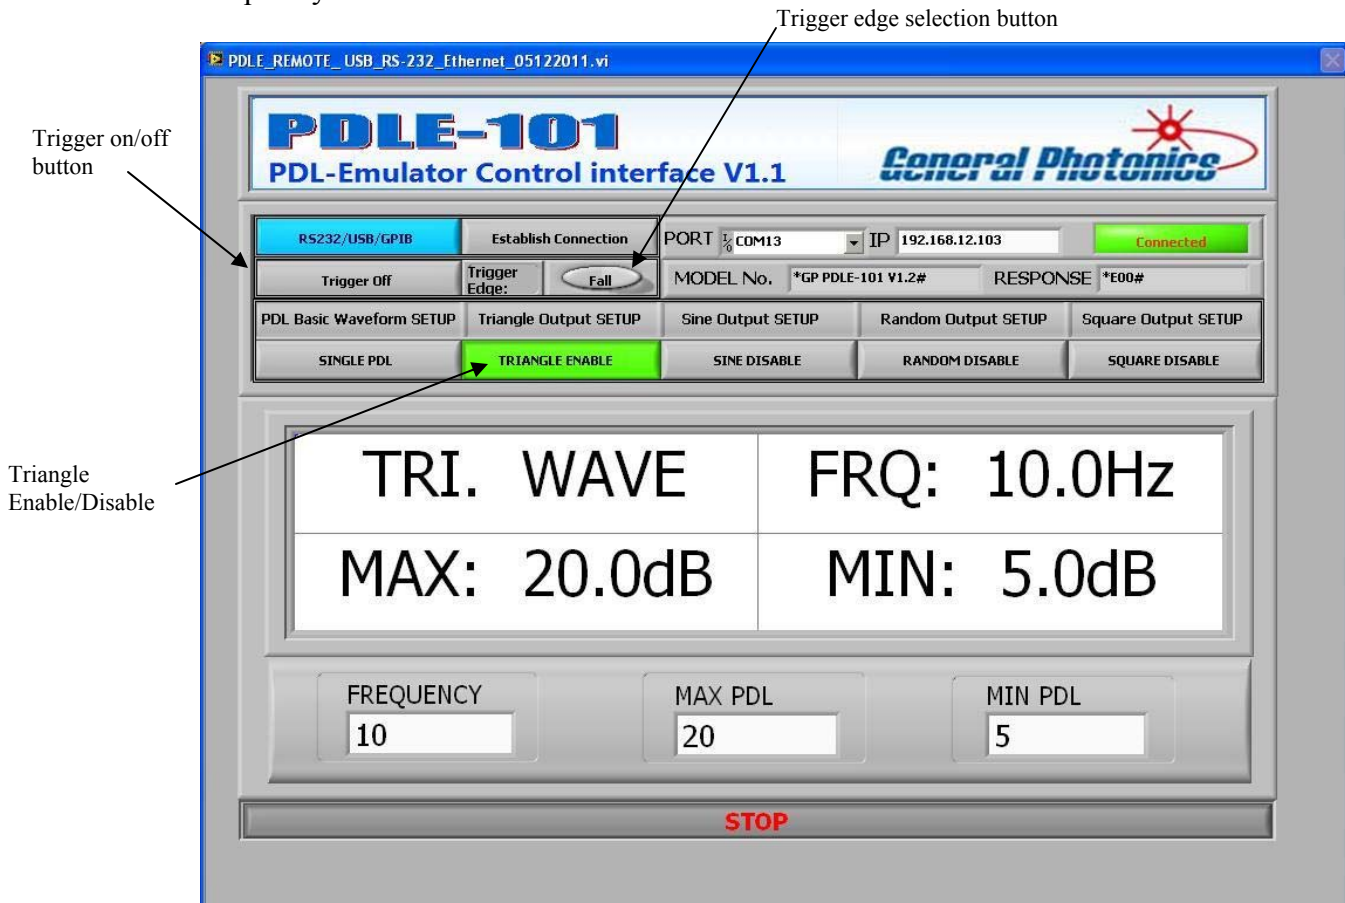 Trigger edge selection button
PDLE_REMOTE_ USB_RS-232_Ethernet_05122011.vi
Trigger on/off
button
PDLE-101
PDL-Emulator Control interface V1.1
General Photonics
RS232/USB/GPIB
Establish Connection
PORT
COM13
IP
192.168.12.103
Connected
Trigger Off
Trigger
Edge:
Fall
MODEL No.
*GP PDLE-101 V1.2#
RESPONSE
*E00#
PDL Basic Waveform SETUP
Triangle Output SETUP
Sine Output SETUP
Random Output SETUP
Square Output SETUP
SINGLE PDL
TRIANGLE ENABLE
SINE DISABLE
RANDOM DISABLE
SQUARE DISABLE
Triangle
Enable/Disable
TRI. WAVE
FRQ: 10.0Hz
MAX: 20.0dB
MIN: 5.0dB
FREQUENCY
MAX PDL
MIN PDL
10
20
5
STOP